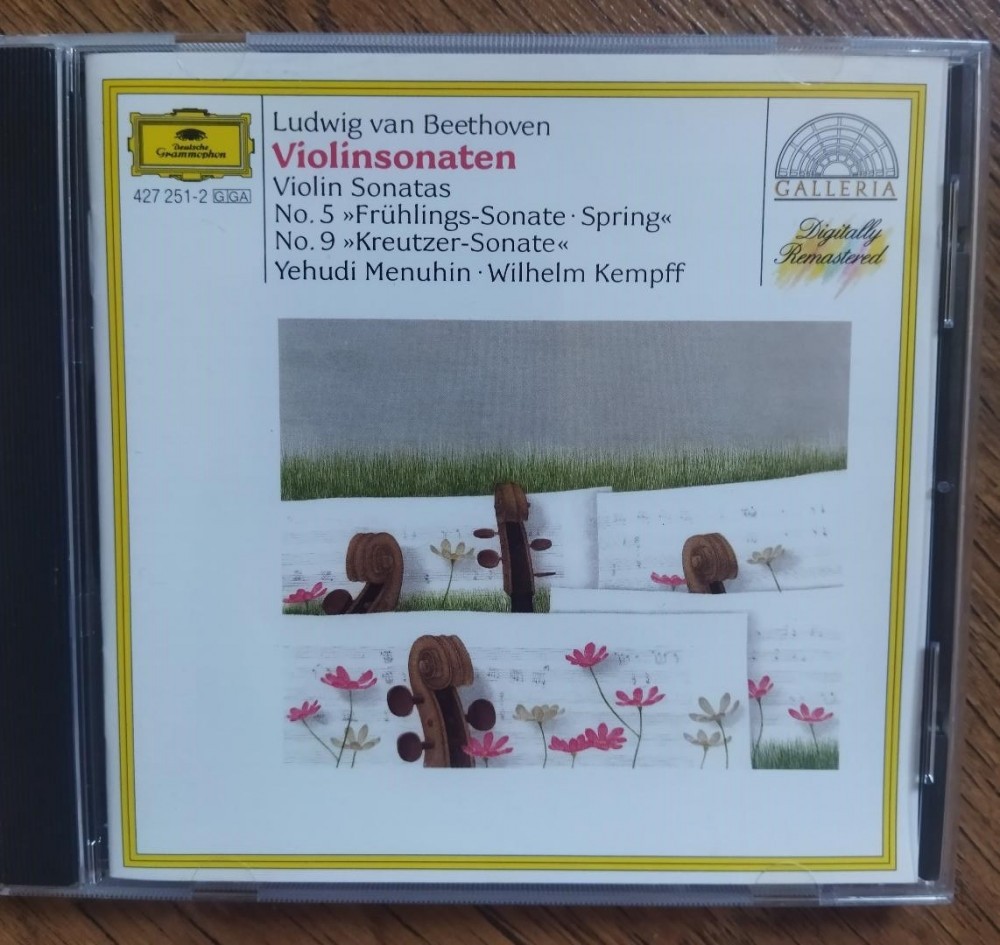 Deutsche
Grammophon
427 251-2 G GA
Ludwig van Beethoven
Violinsonaten
Violin Sonatas
No. 5 »Frühlings-Sonate · Spring«
No. 9 »Kreutzer-Sonate«
Yehudi Menuhin · Wilhelm Kempff
GALLERIA
Digitally
Remastered